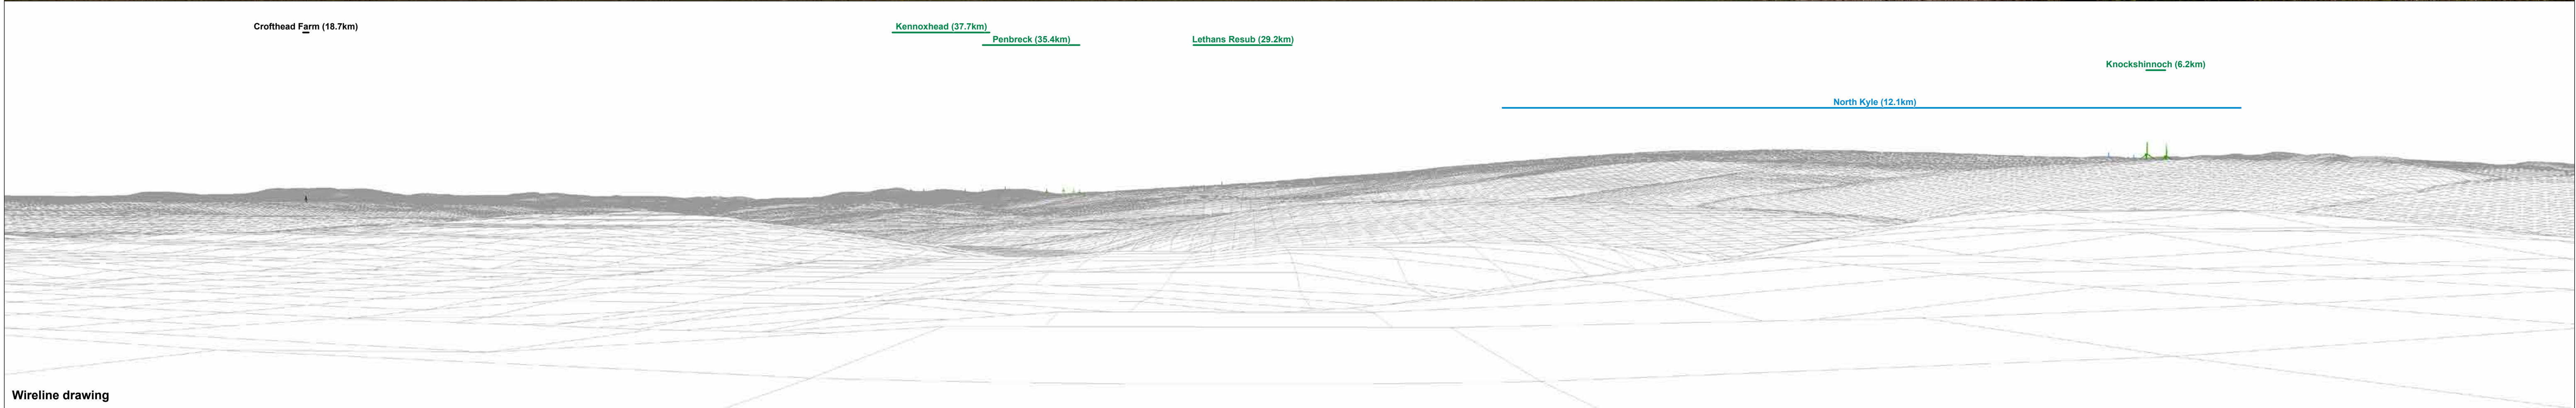 Crofthead Farm (18.7km)
Kennoxhead (37.7km)
Penbreck (35.4km)
Lethans Resub (29.2km)
Knockshinnoch (6.2km)
North Kyle (12.1km)
Wireline drawing